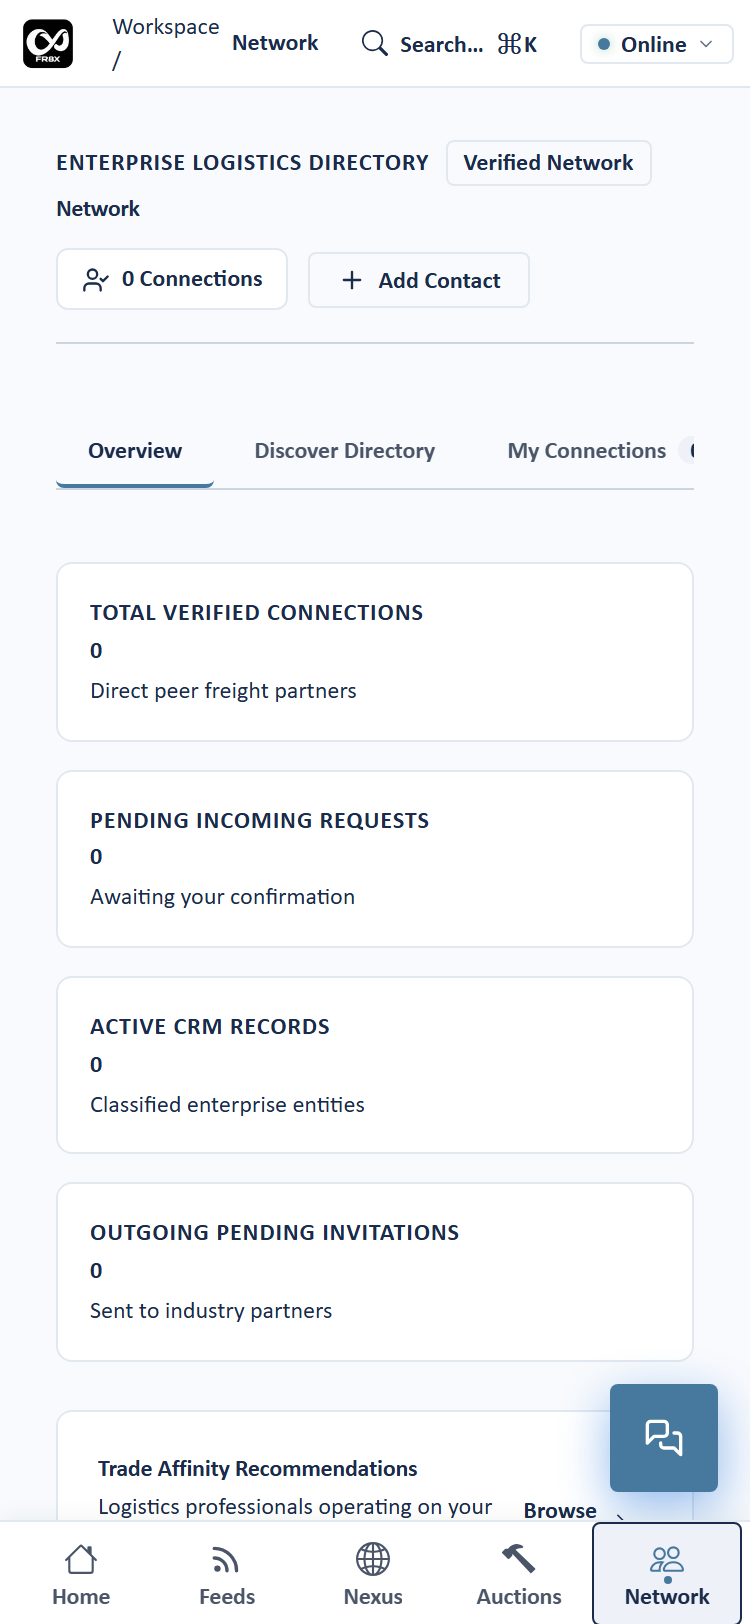 FR8X
Workspace
/
Network
Search... ⌘K
Online
ENTERPRISE LOGISTICS DIRECTORY
Verified Network
Network
0 Connections
Add Contact
Overview
Discover Directory
My Connections
TOTAL VERIFIED CONNECTIONS
0
Direct peer freight partners
PENDING INCOMING REQUESTS
0
Awaiting your confirmation
ACTIVE CRM RECORDS
0
Classified enterprise entities
OUTGOING PENDING INVITATIONS
0
Sent to industry partners
Trade Affinity Recommendations
Logistics professionals operating on your
Browse
Home
Feeds
Nexus
Auctions
Network